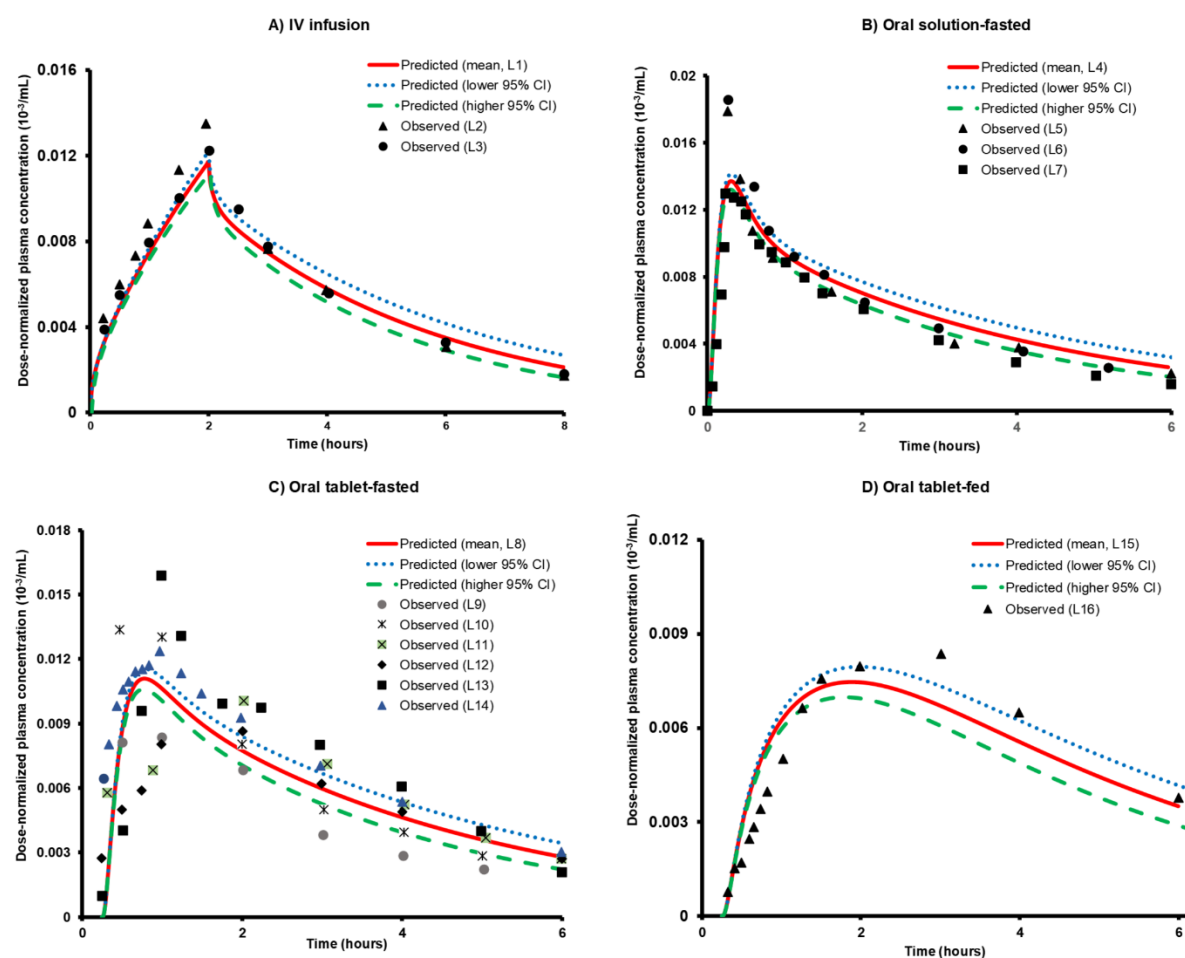 A) IV infusion
Dose-normalized plasma concentration (10⁻³/mL)
0.016
0.012
0.008
0.004
0
0
2
4
6
8
Time (hours)
Predicted (mean, L1)
Predicted (lower 95% CI)
Predicted (higher 95% CI)
Observed (L2)
Observed (L3)
B) Oral solution-fasted
Dose-normalized plasma concentration (10⁻³/mL)
0.02
0.016
0.012
0.008
0.004
0
0
2
4
6
Time (hours)
Predicted (mean, L4)
Predicted (lower 95% CI)
Predicted (higher 95% CI)
Observed (L5)
Observed (L6)
Observed (L7)
C) Oral tablet-fasted
Dose-normalized plasma concentration (10⁻³/mL)
0.018
0.015
0.012
0.009
0.006
0.003
0
0
2
4
6
Time (hours)
Predicted (mean, L8)
Predicted (lower 95% CI)
Predicted (higher 95% CI)
Observed (L9)
Observed (L10)
Observed (L11)
Observed (L12)
Observed (L13)
Observed (L14)
D) Oral tablet-fed
Dose-normalized plasma concentration (10⁻³/mL)
0.012
0.009
0.006
0.003
0
0
2
4
6
Time (hours)
Predicted (mean, L15)
Predicted (lower 95% CI)
Predicted (higher 95% CI)
Observed (L16)